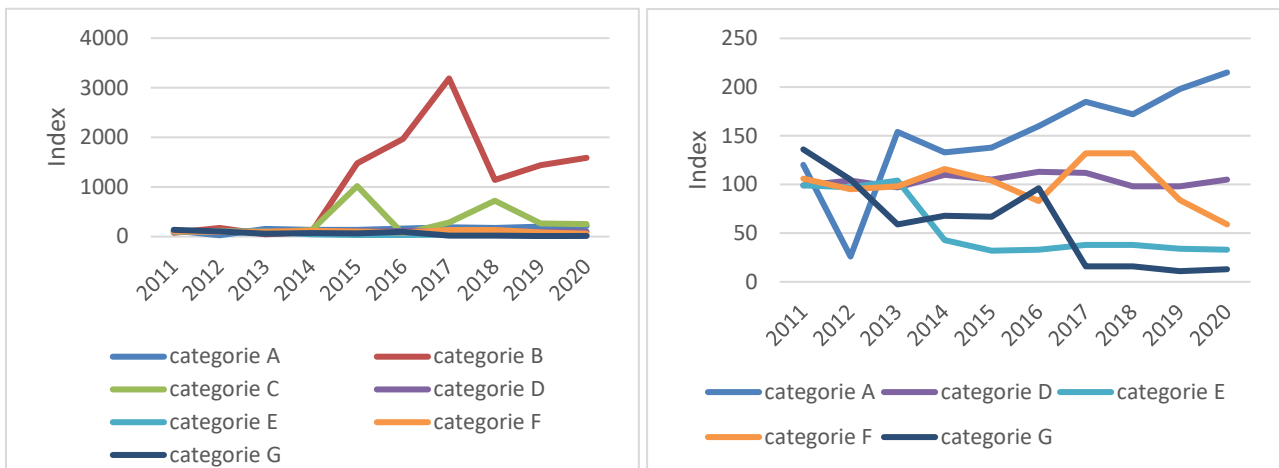 4000
3000
2000
1000
0
Index
2011 2012 2013 2014 2015 2016 2017 2018 2019 2020
categorie A categorie B
categorie C categorie D
categorie E categorie F
categorie G
250
200
150
100
50
0
Index
2011 2012 2013 2014 2015 2016 2017 2018 2019 2020
categorie A categorie D categorie E
categorie F categorie G